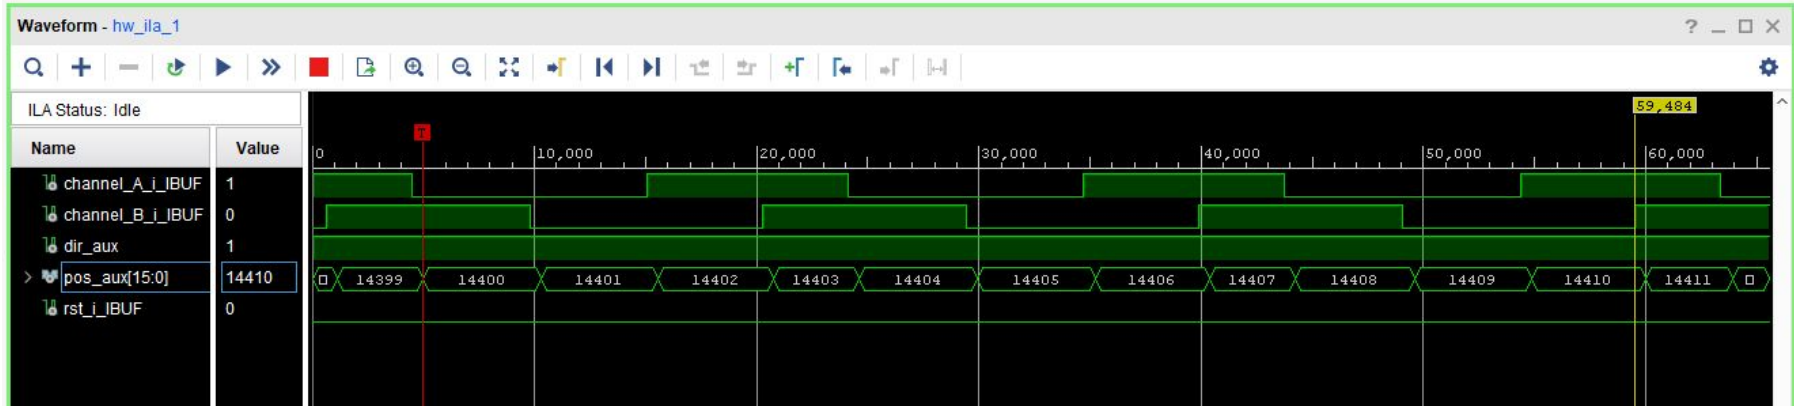 Waveform - hw_ila_1
? _ □ ×
ILA Status: Idle
59,484
T
Name Value
0 10,000 20,000 30,000 40,000 50,000 60,000
channel_A_i_IBUF 1
channel_B_i_IBUF 0
dir_aux 1
pos_aux[15:0] 14410 14399 14400 14401 14402 14403 14404 14405 14406 14407 14408 14409 14410 14411
rst_i_IBUF 0